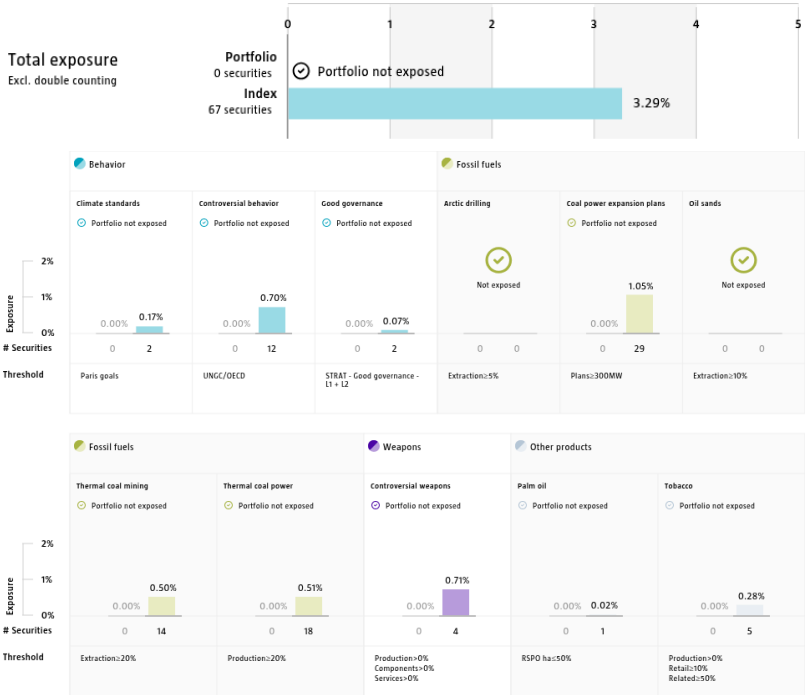 0 1 2 3 4 5
Total exposure
Excl. double counting
Portfolio
0 securities
Portfolio not exposed
Index
67 securities
3.29%
Behavior
Fossil fuels
Climate standards
Portfolio not exposed
Controversial behavior
Portfolio not exposed
Good governance
Portfolio not exposed
Arctic drilling
Not exposed
Coal power expansion plans
Portfolio not exposed
Oil sands
Not exposed
Exposure
2%
1%
0%
0.00% 0.17%
0.00% 0.70%
0.00% 0.07%
0.00% 1.05%
# Securities
0 2
0 12
0 2
0 0
0 29
0 0
Threshold
Paris goals
UNGC/OECD
STRAT - Good governance -
L1 + L2
Extraction≥5%
Plans≥300MW
Extraction≥10%
Fossil fuels
Weapons
Other products
Thermal coal mining
Portfolio not exposed
Thermal coal power
Portfolio not exposed
Controversial weapons
Portfolio not exposed
Palm oil
Portfolio not exposed
Tobacco
Portfolio not exposed
Exposure
2%
1%
0%
0.00% 0.50%
0.00% 0.51%
0.00% 0.71%
0.00% 0.02%
0.00% 0.28%
# Securities
0 14
0 18
0 4
0 1
0 5
Threshold
Extraction≥20%
Production≥20%
Production>0%
Components>0%
Services>0%
RSPO ha≤50%
Production>0%
Retail≥10%
Related≥50%